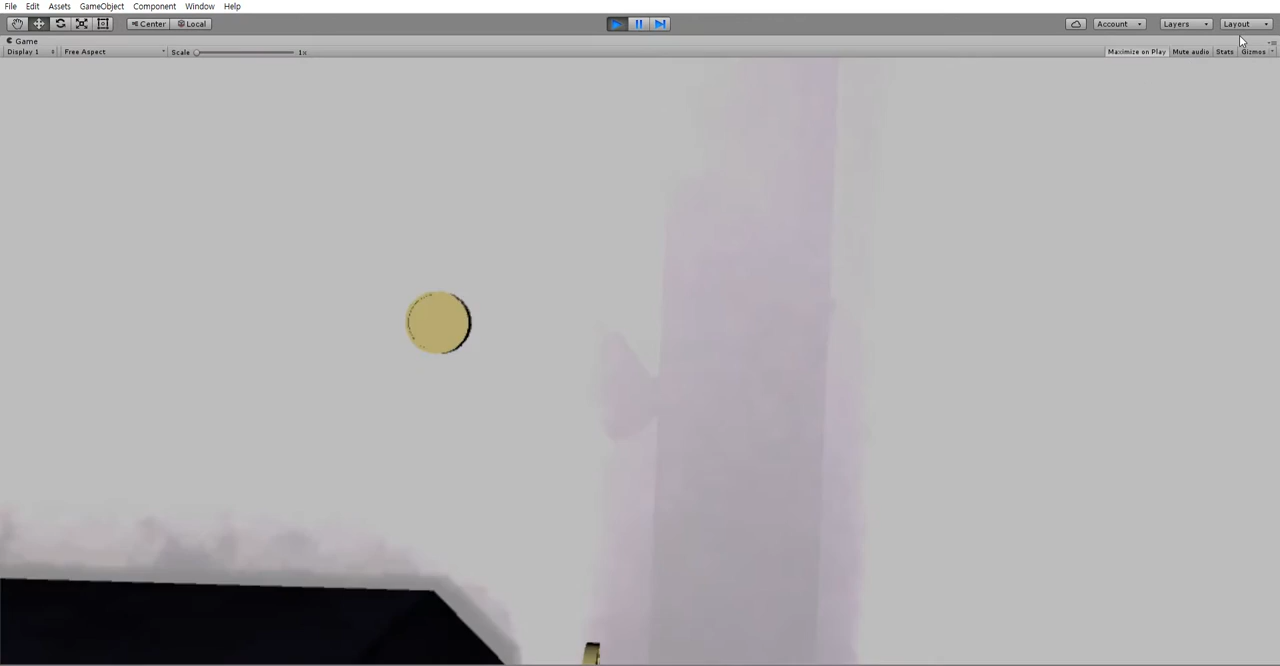 File Edit Assets GameObject Component Window Help
Center Local Account Layers Layout
Game
Display 1 Free Aspect Scale 1x Maximize on Play Mute audio Stats Gizmos